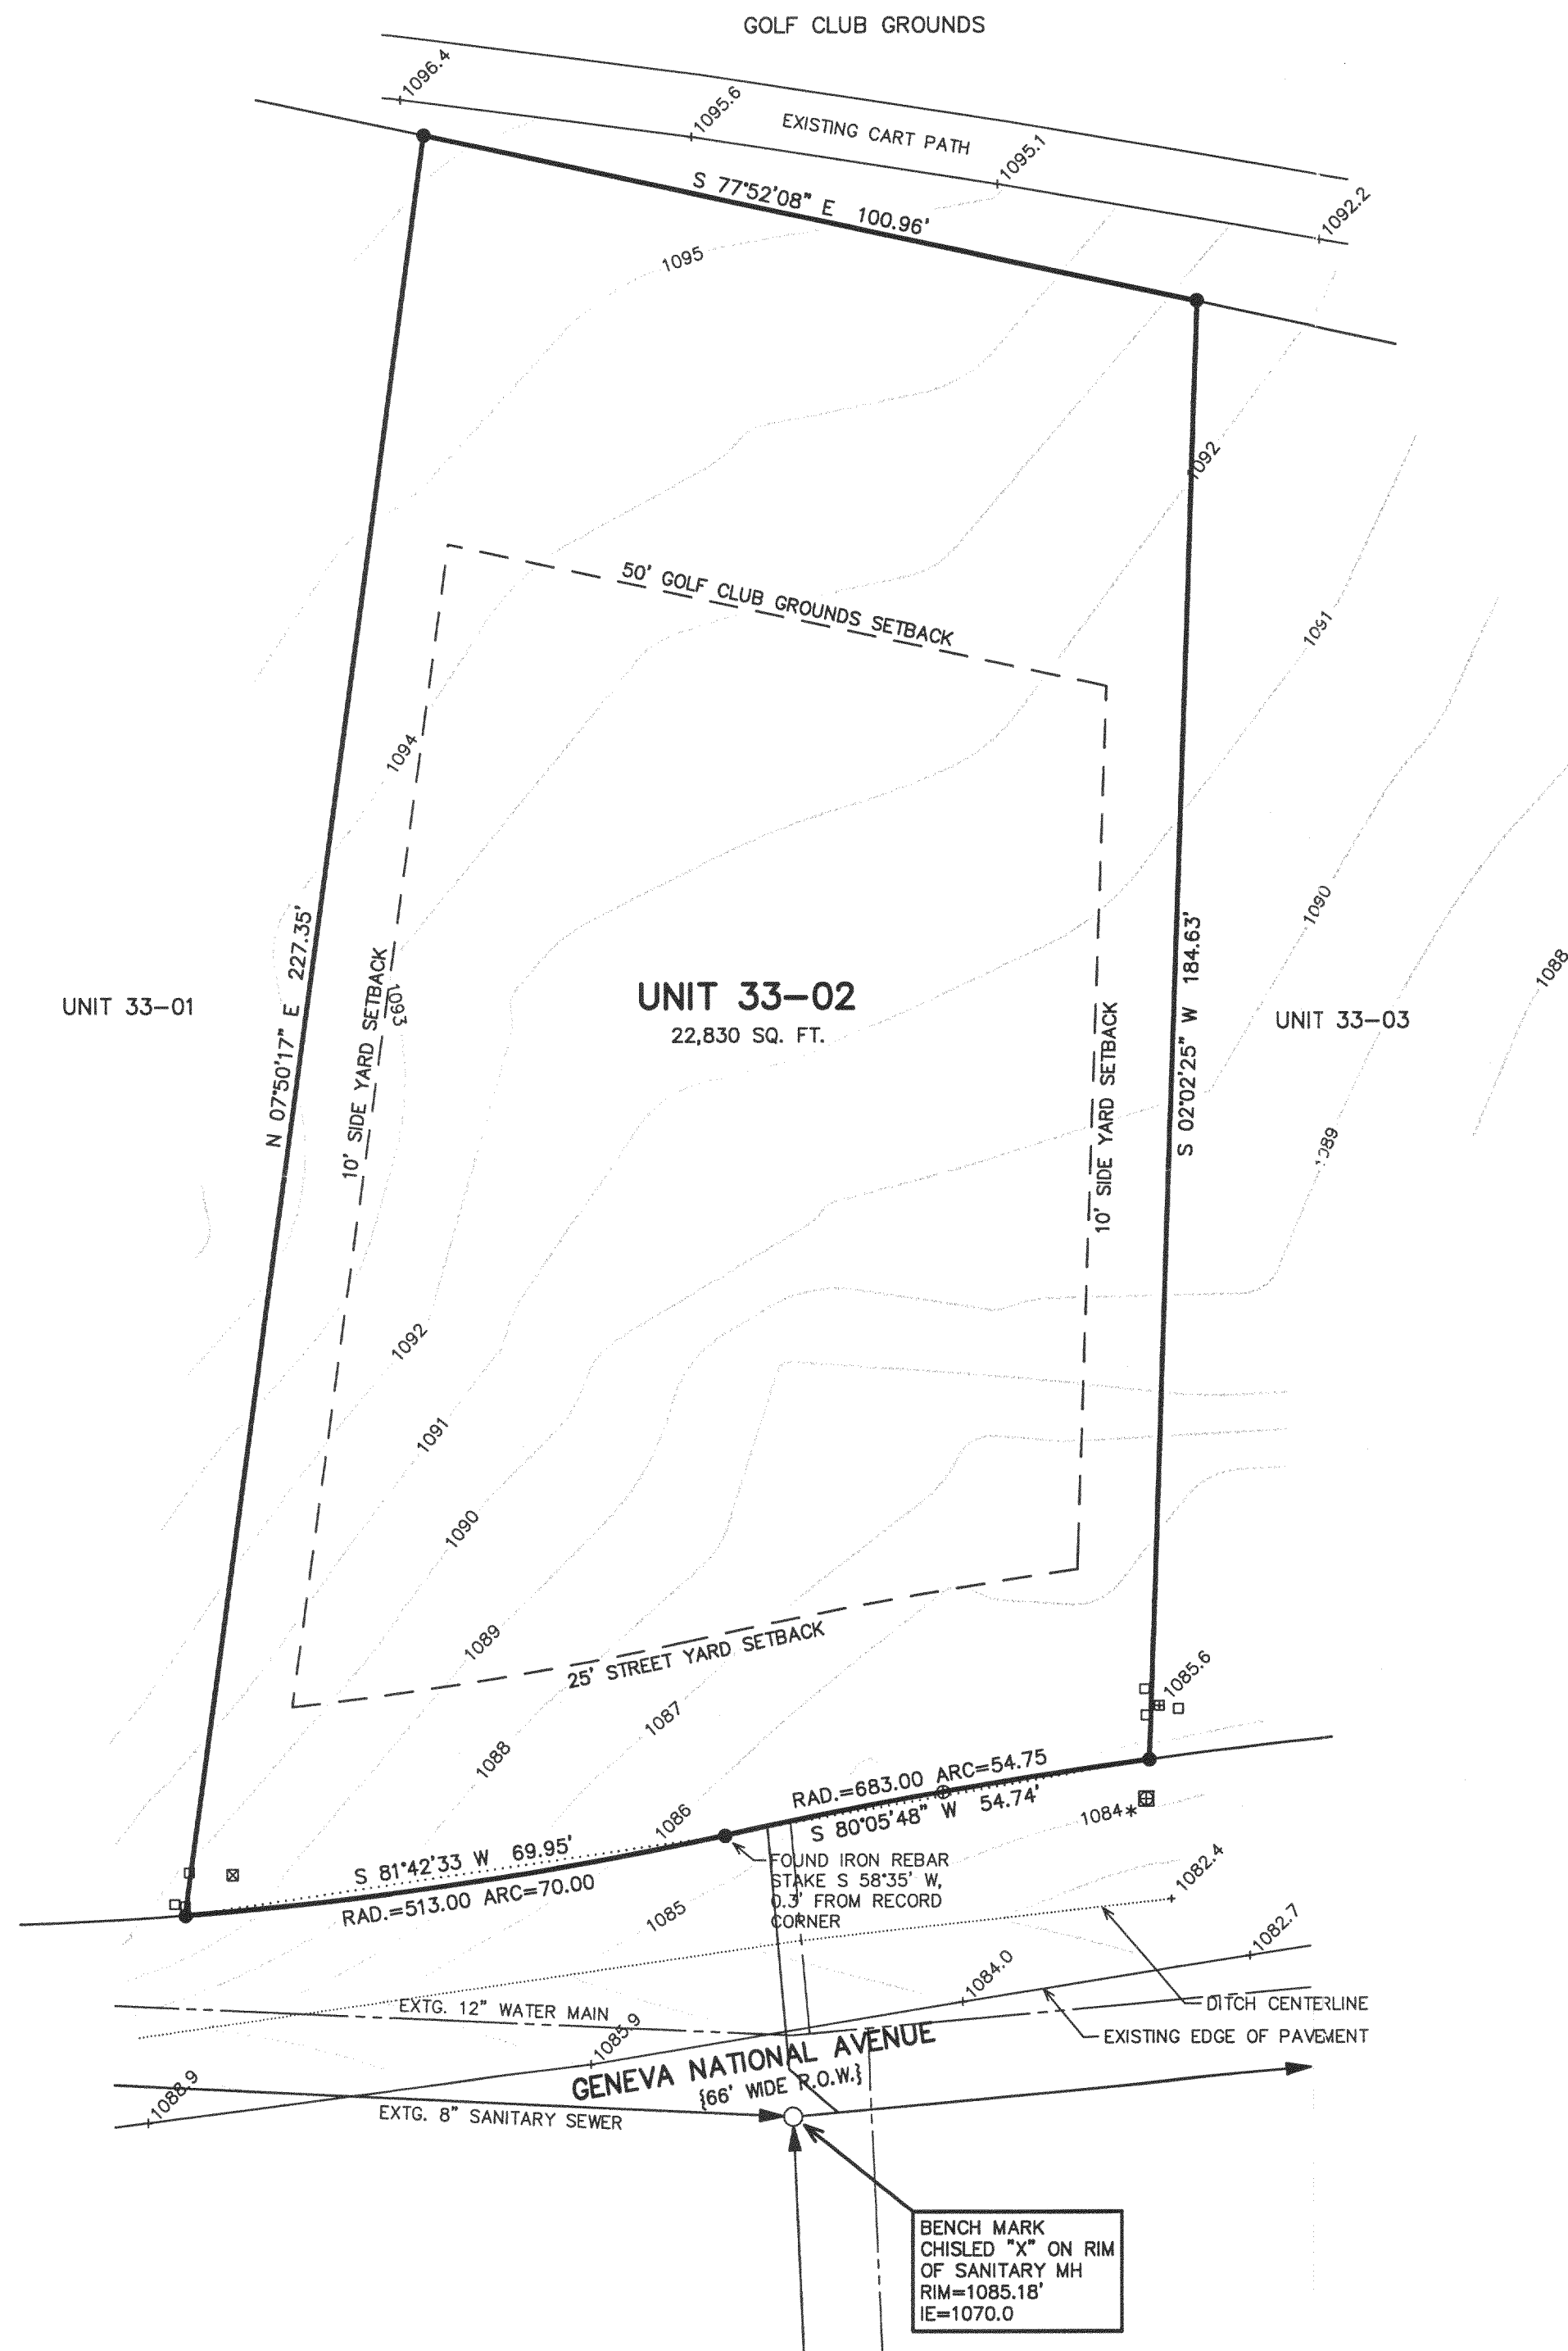 GOLF CLUB GROUNDS
1096.4
1095.6
EXISTING CART PATH
1095.1
1092.2
S 77°52'08" E 100.96'
1095
1092
50' GOLF CLUB GROUNDS SETBACK
1091
1094
1090
N 07°50'17" E 227.35'
10' SIDE YARD SETBACK
1093
UNIT 33-01
UNIT 33-02
22,830 SQ. FT.
10' SIDE YARD SETBACK
S 02°02'25" W 184.63'
UNIT 33-03
1088
1089
1092
1091
1090
1089
25' STREET YARD SETBACK
1087
1088
1086
1085.6
RAD.=683.00 ARC=54.75
S 80°05'48" W 54.74'
1084*
S 81°42'33 W 69.95'
RAD.=513.00 ARC=70.00
FOUND IRON REBAR
STAKE S 58°35' W,
0.3' FROM RECORD
CORNER
1085
1082.4
1082.7
1084.0
DITCH CENTERLINE
EXTG. 12" WATER MAIN
1085.9
EXISTING EDGE OF PAVEMENT
GENEVA NATIONAL AVENUE
{66' WIDE R.O.W.}
1088.9
EXTG. 8" SANITARY SEWER
BENCH MARK
CHISLED "X" ON RIM
OF SANITARY MH
RIM=1085.18'
IE=1070.0